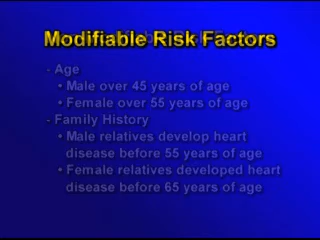 Modifiable Risk Factors
- Age
• Male over 45 years of age
• Female over 55 years of age
- Family History
• Male relatives develop heart
disease before 55 years of age
• Female relatives developed heart
disease before 65 years of age